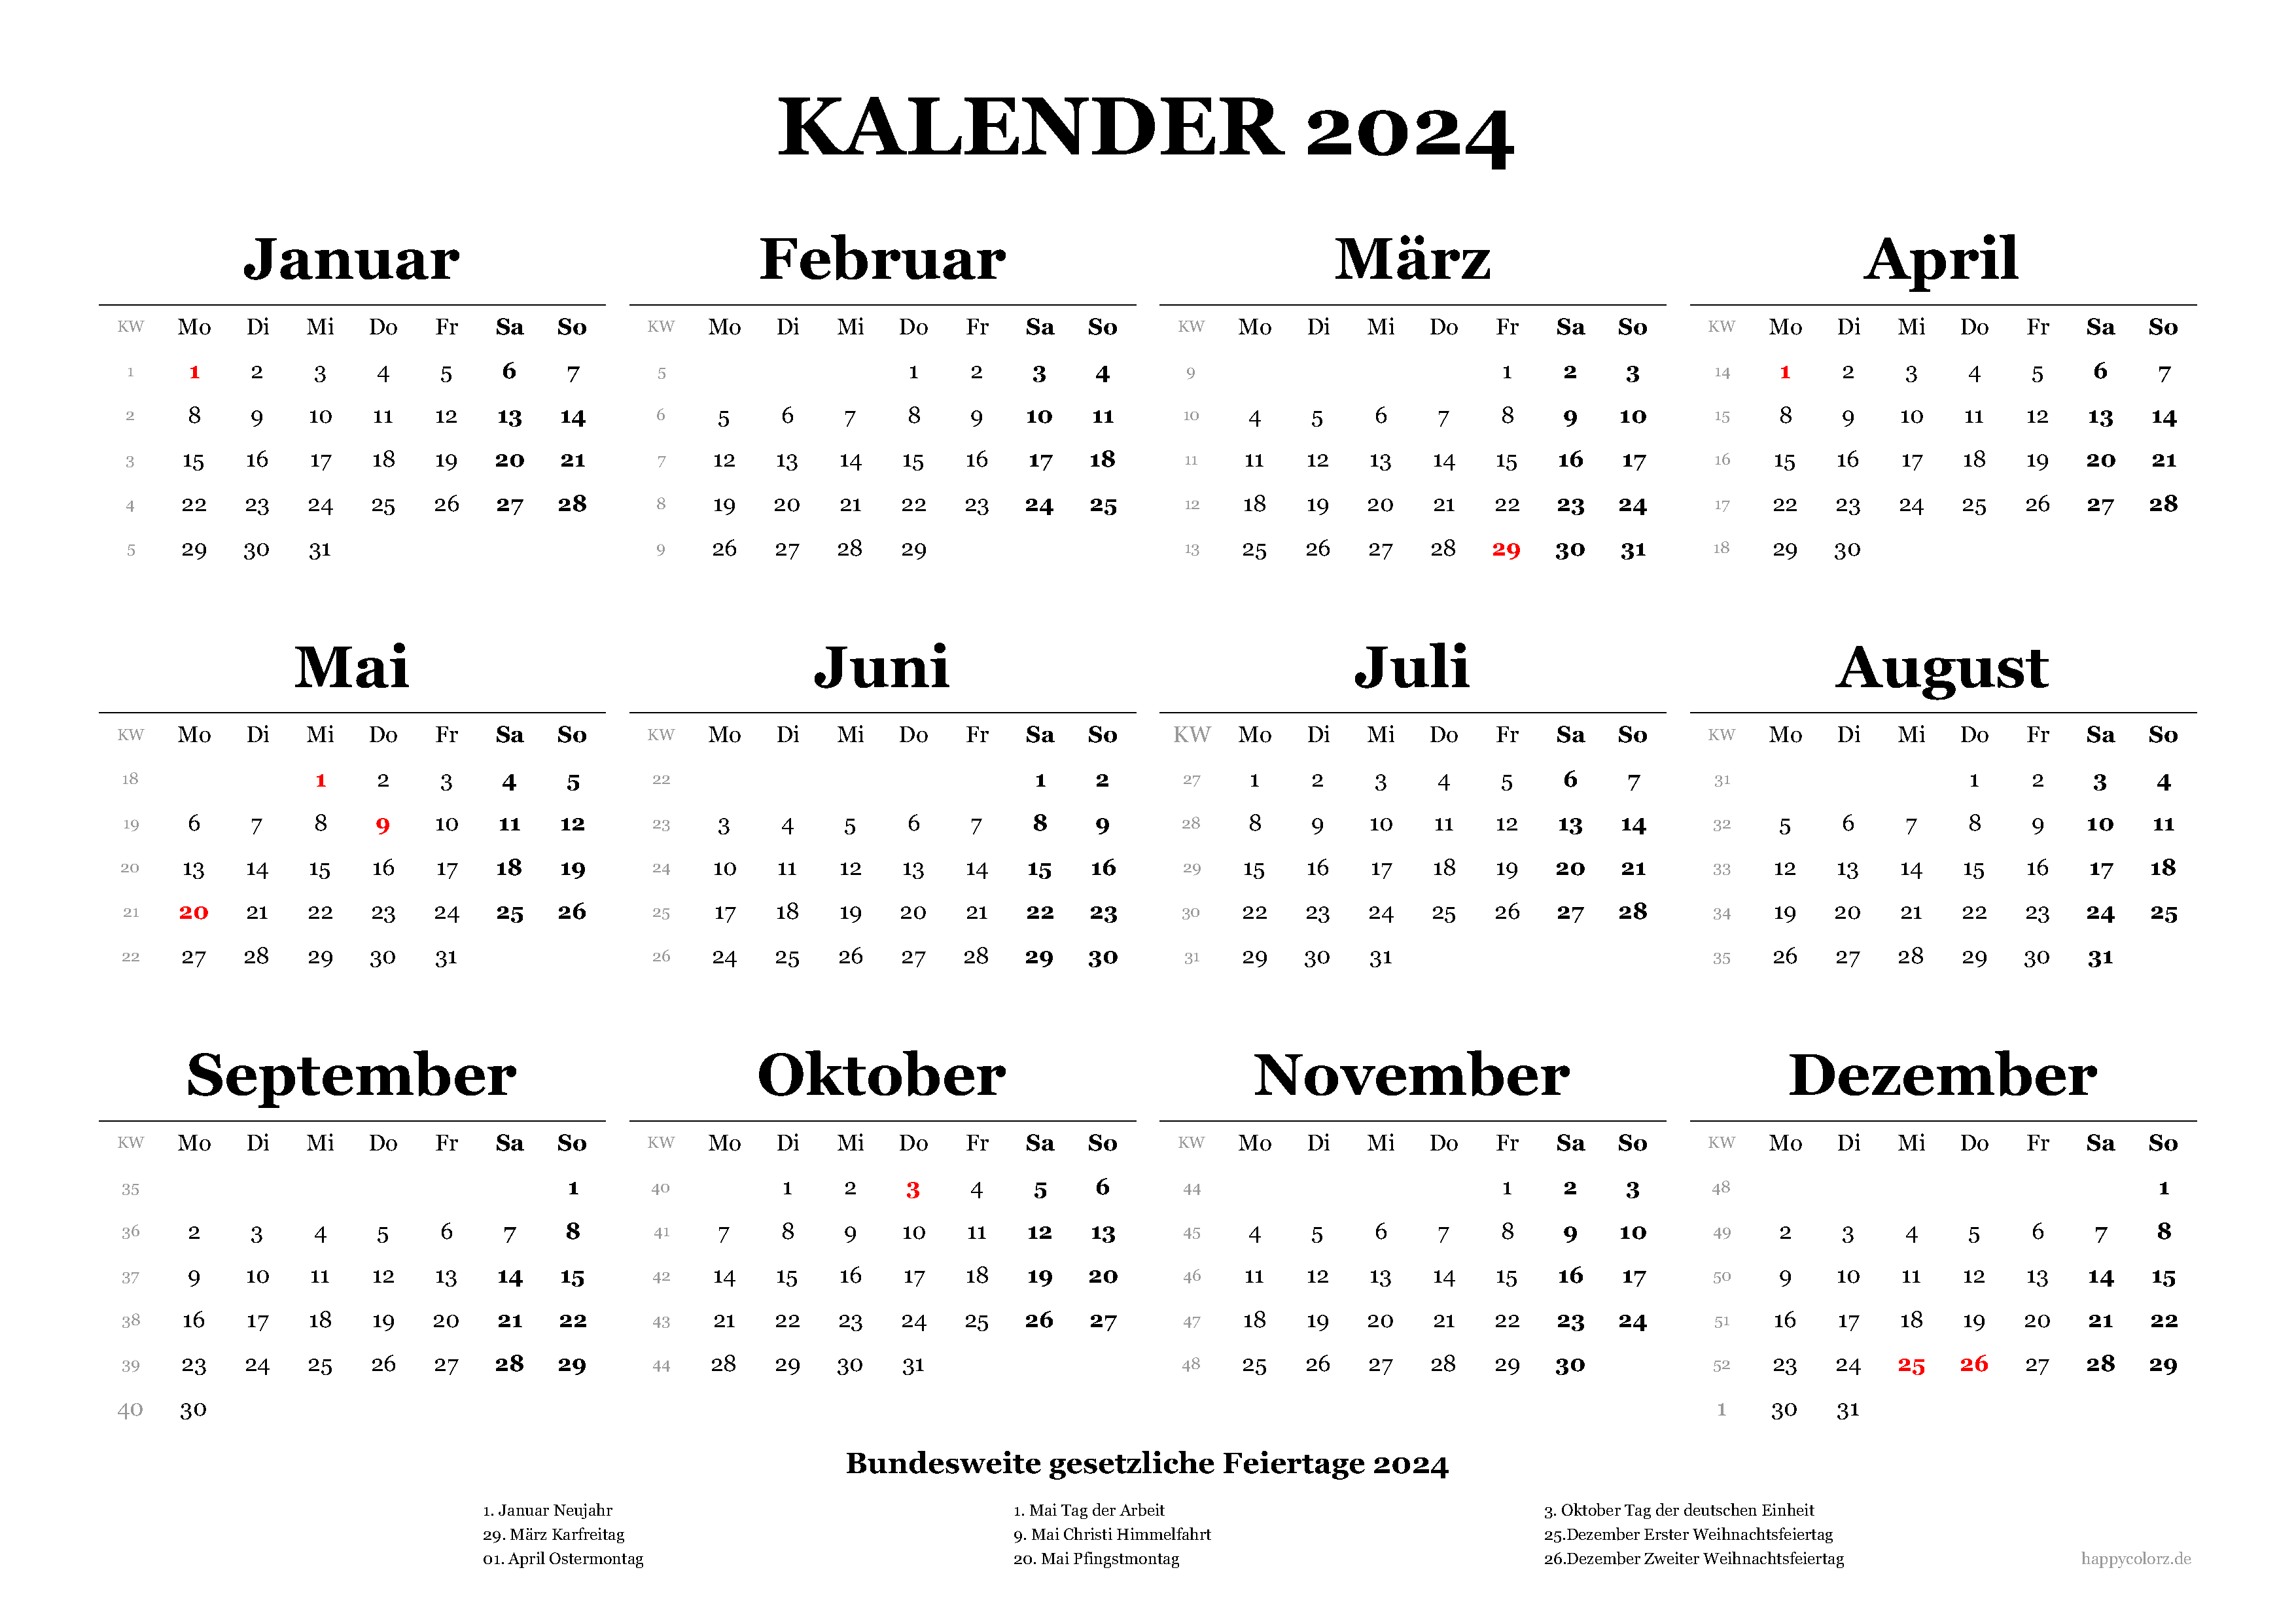 KALENDER 2024
Januar Februar März April
KW Mo Di Mi Do Fr Sa So KW Mo Di Mi Do Fr Sa So KW Mo Di Mi Do Fr Sa So KW Mo Di Mi Do Fr Sa So
1 1 2 3 4 5 6 7 5 1 2 3 4 9 1 2 3 14 1 2 3 4 5 6 7
2 8 9 10 11 12 13 14 6 5 6 7 8 9 10 11 10 4 5 6 7 8 9 10 15 8 9 10 11 12 13 14
3 15 16 17 18 19 20 21 7 12 13 14 15 16 17 18 11 11 12 13 14 15 16 17 16 15 16 17 18 19 20 21
4 22 23 24 25 26 27 28 8 19 20 21 22 23 24 25 12 18 19 20 21 22 23 24 17 22 23 24 25 26 27 28
5 29 30 31 9 26 27 28 29 13 25 26 27 28 29 30 31 18 29 30
Mai Juni Juli August
KW Mo Di Mi Do Fr Sa So KW Mo Di Mi Do Fr Sa So KW Mo Di Mi Do Fr Sa So KW Mo Di Mi Do Fr Sa So
18 1 2 3 4 5 22 1 2 27 1 2 3 4 5 6 7 31 1 2 3 4
19 6 7 8 9 10 11 12 23 3 4 5 6 7 8 9 28 8 9 10 11 12 13 14 32 5 6 7 8 9 10 11
20 13 14 15 16 17 18 19 24 10 11 12 13 14 15 16 29 15 16 17 18 19 20 21 33 12 13 14 15 16 17 18
21 20 21 22 23 24 25 26 25 17 18 19 20 21 22 23 30 22 23 24 25 26 27 28 34 19 20 21 22 23 24 25
22 27 28 29 30 31 26 24 25 26 27 28 29 30 31 29 30 31 35 26 27 28 29 30 31
September Oktober November Dezember
KW Mo Di Mi Do Fr Sa So KW Mo Di Mi Do Fr Sa So KW Mo Di Mi Do Fr Sa So KW Mo Di Mi Do Fr Sa So
35 1 40 1 2 3 4 5 6 44 1 2 3 48 1
36 2 3 4 5 6 7 8 41 7 8 9 10 11 12 13 45 4 5 6 7 8 9 10 49 2 3 4 5 6 7 8
37 9 10 11 12 13 14 15 42 14 15 16 17 18 19 20 46 11 12 13 14 15 16 17 50 9 10 11 12 13 14 15
38 16 17 18 19 20 21 22 43 21 22 23 24 25 26 27 47 18 19 20 21 22 23 24 51 16 17 18 19 20 21 22
39 23 24 25 26 27 28 29 44 28 29 30 31 48 25 26 27 28 29 30 52 23 24 25 26 27 28 29
40 30 1 30 31
Bundesweite gesetzliche Feiertage 2024
1. Januar Neujahr 1. Mai Tag der Arbeit 3. Oktober Tag der deutschen Einheit
29. März Karfreitag 9. Mai Christi Himmelfahrt 25.Dezember Erster Weihnachtsfeiertag
01. April Ostermontag 20. Mai Pfingstmontag 26.Dezember Zweiter Weihnachtsfeiertag happycolorz.de